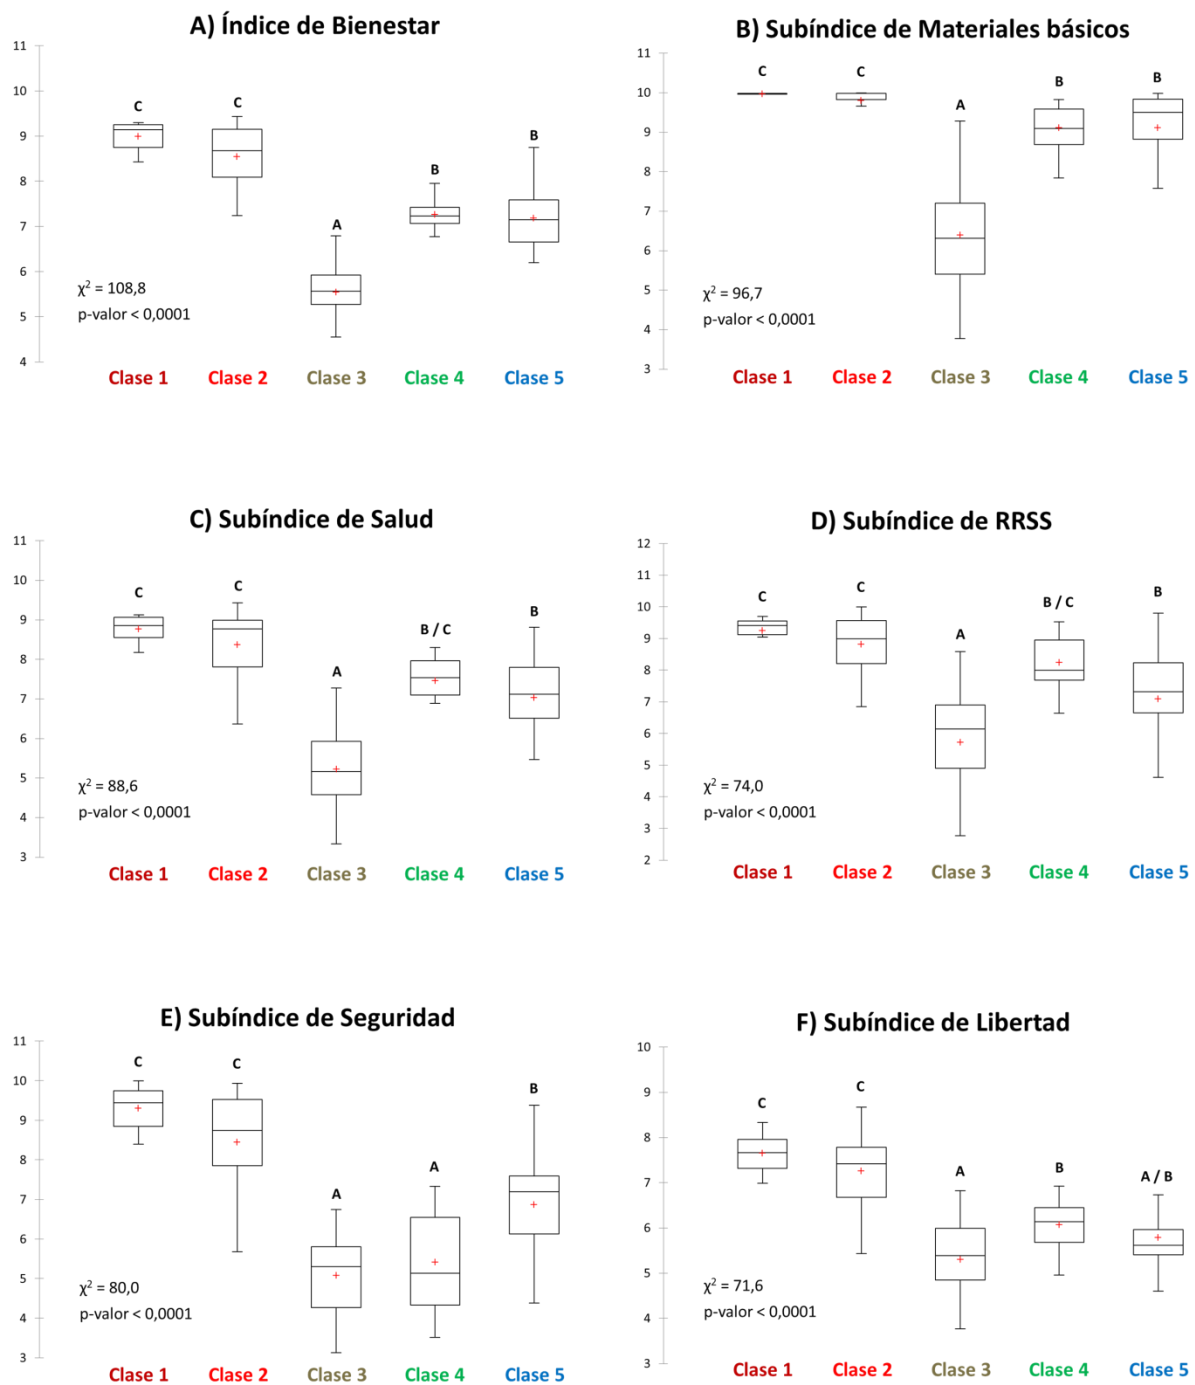 A) Índice de Bienestar
11
10
9
8
7
6
5
4
C
C
A
B
B
χ² = 108,8
p-valor < 0,0001
Clase 1 Clase 2 Clase 3 Clase 4 Clase 5
B) Subíndice de Materiales básicos
11
10
9
8
7
6
5
4
3
C
C
A
B
B
χ² = 96,7
p-valor < 0,0001
Clase 1 Clase 2 Clase 3 Clase 4 Clase 5
C) Subíndice de Salud
11
10
9
8
7
6
5
4
3
C
C
A
B / C
B
χ² = 88,6
p-valor < 0,0001
Clase 1 Clase 2 Clase 3 Clase 4 Clase 5
D) Subíndice de RRSS
12
11
10
9
8
7
6
5
4
3
2
C
C
A
B / C
B
χ² = 74,0
p-valor < 0,0001
Clase 1 Clase 2 Clase 3 Clase 4 Clase 5
E) Subíndice de Seguridad
11
10
9
8
7
6
5
4
3
C
C
A
A
B
χ² = 80,0
p-valor < 0,0001
Clase 1 Clase 2 Clase 3 Clase 4 Clase 5
F) Subíndice de Libertad
10
9
8
7
6
5
4
3
C
C
A
B
A / B
χ² = 71,6
p-valor < 0,0001
Clase 1 Clase 2 Clase 3 Clase 4 Clase 5